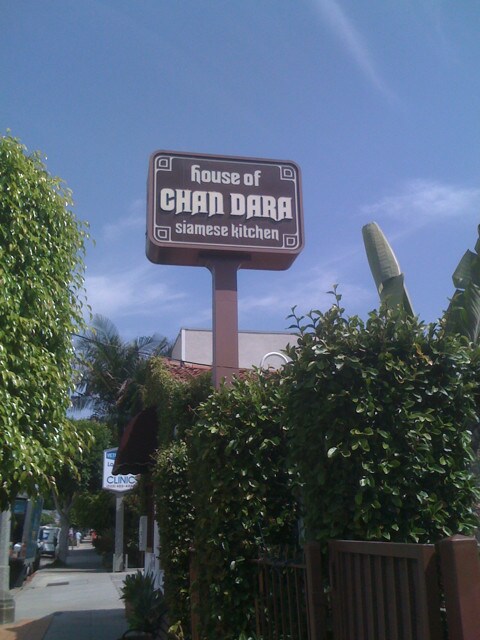 house of
CHAN DARA
siamese kitchen
CLINIC